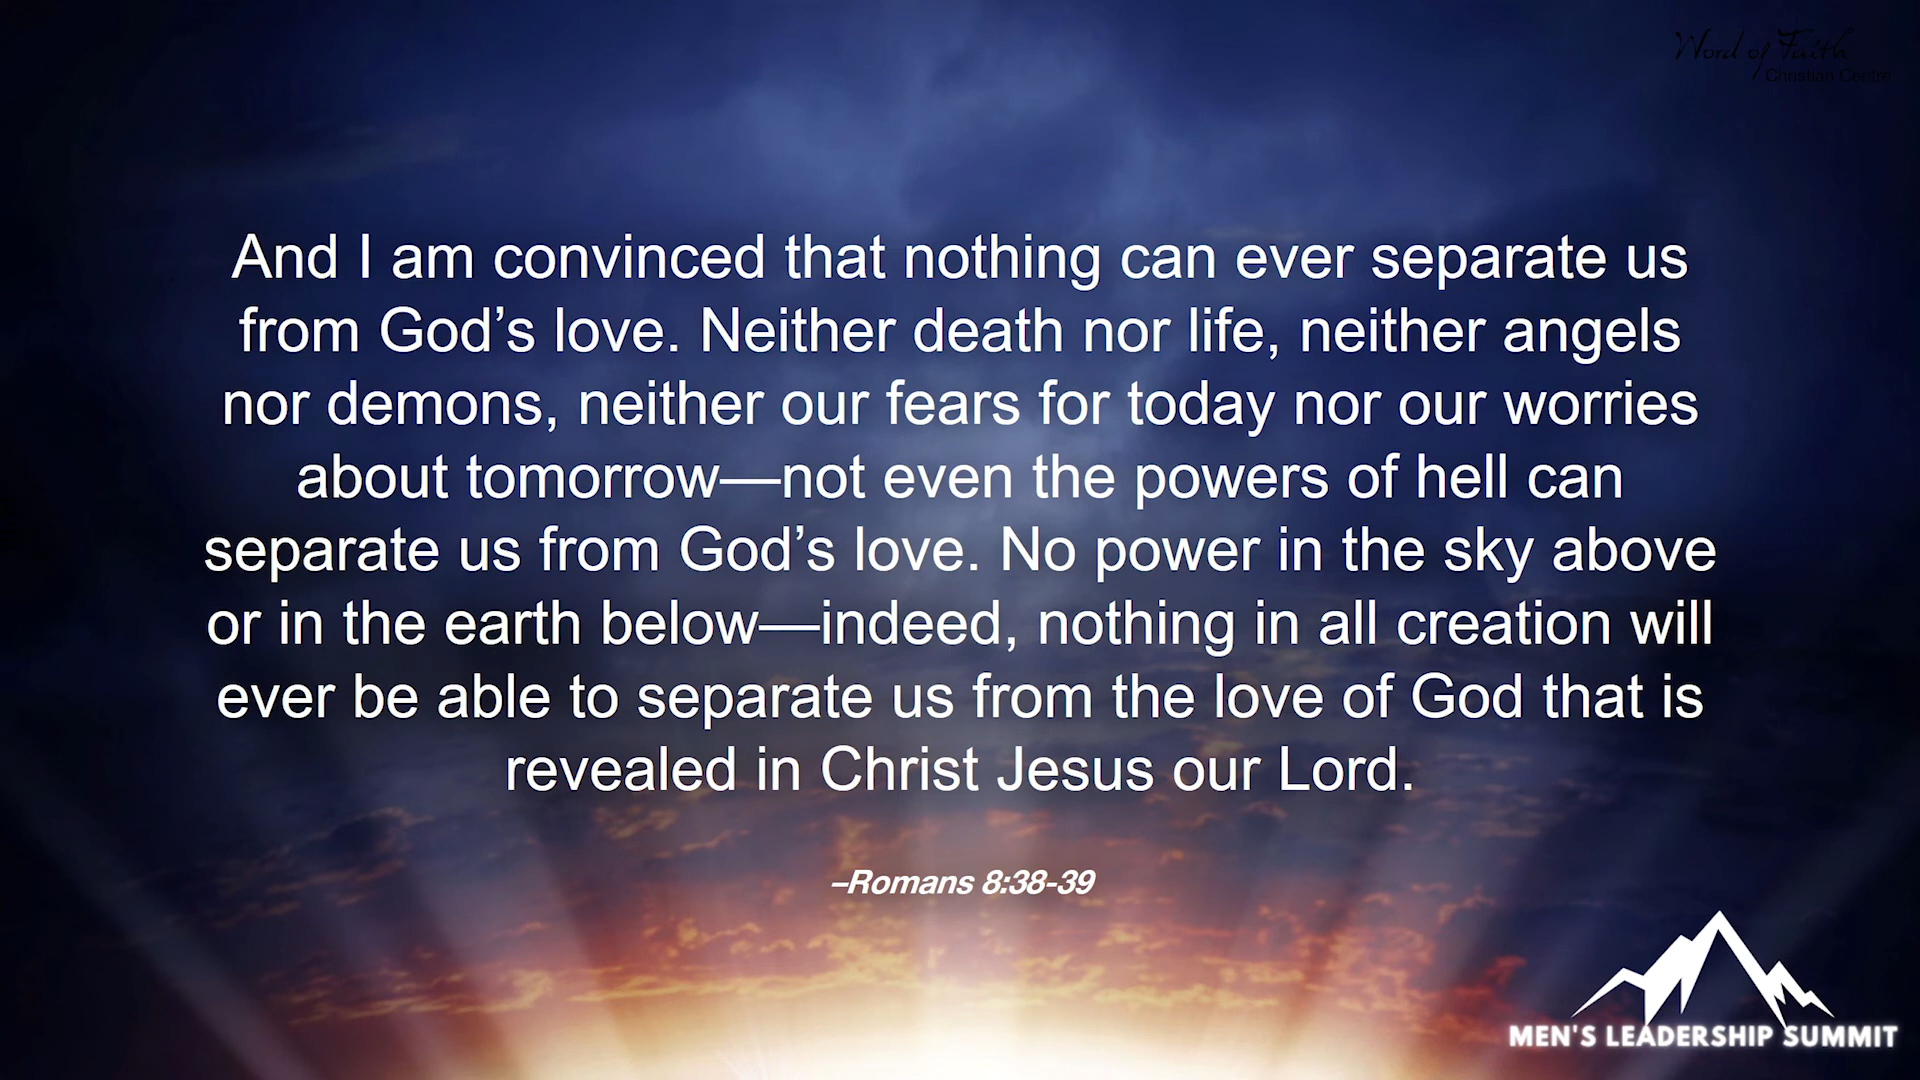 Word of Faith
Christian Centre
And I am convinced that nothing can ever separate us
from God’s love. Neither death nor life, neither angels
nor demons, neither our fears for today nor our worries
about tomorrow—not even the powers of hell can
separate us from God’s love. No power in the sky above
or in the earth below—indeed, nothing in all creation will
ever be able to separate us from the love of God that is
revealed in Christ Jesus our Lord.
–Romans 8:38-39
MEN'S LEADERSHIP SUMMIT